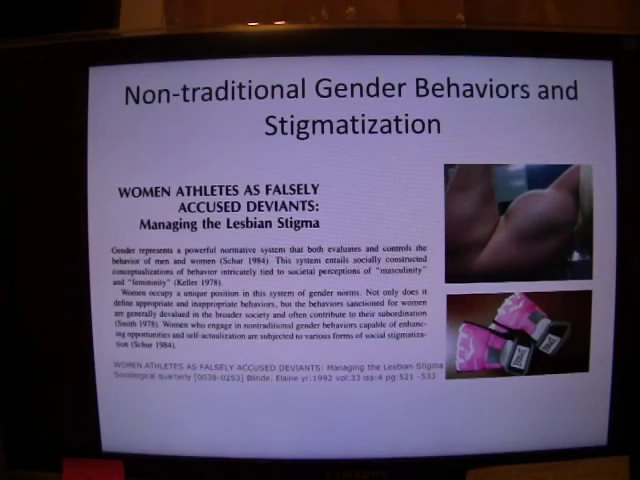 Non-traditional Gender Behaviors and
Stigmatization
WOMEN ATHLETES AS FALSELY
ACCUSED DEVIANTS:
Managing the Lesbian Stigma
Gender represents a powerful normative system that both evaluates and controls the
behavior of men and women (Schur 1984). This system entails socially constructed
conceptualizations of behavior intricately tied to societal perceptions of "masculinity"
and "femininity" (Keller 1978).
Women occupy a unique position in this system of gender norms. Not only does it
define appropriate and inappropriate behaviors, but the behaviors sanctioned for women
are generally devalued in the broader society and often contribute to their subordination
(Smith 1978). Women who engage in nontraditional gender behaviors capable of enhanc-
ing opportunities and self-actualization are subjected to various forms of social stigmatiza-
tion (Schur 1984).
WOMEN ATHLETES AS FALSELY ACCUSED DEVIANTS: Managing the Lesbian Stigma
Sociological quarterly [0038-0253] Blinde, Elaine yr:1992 vol:33 iss:4 pg:521 -533
SAMSUNG